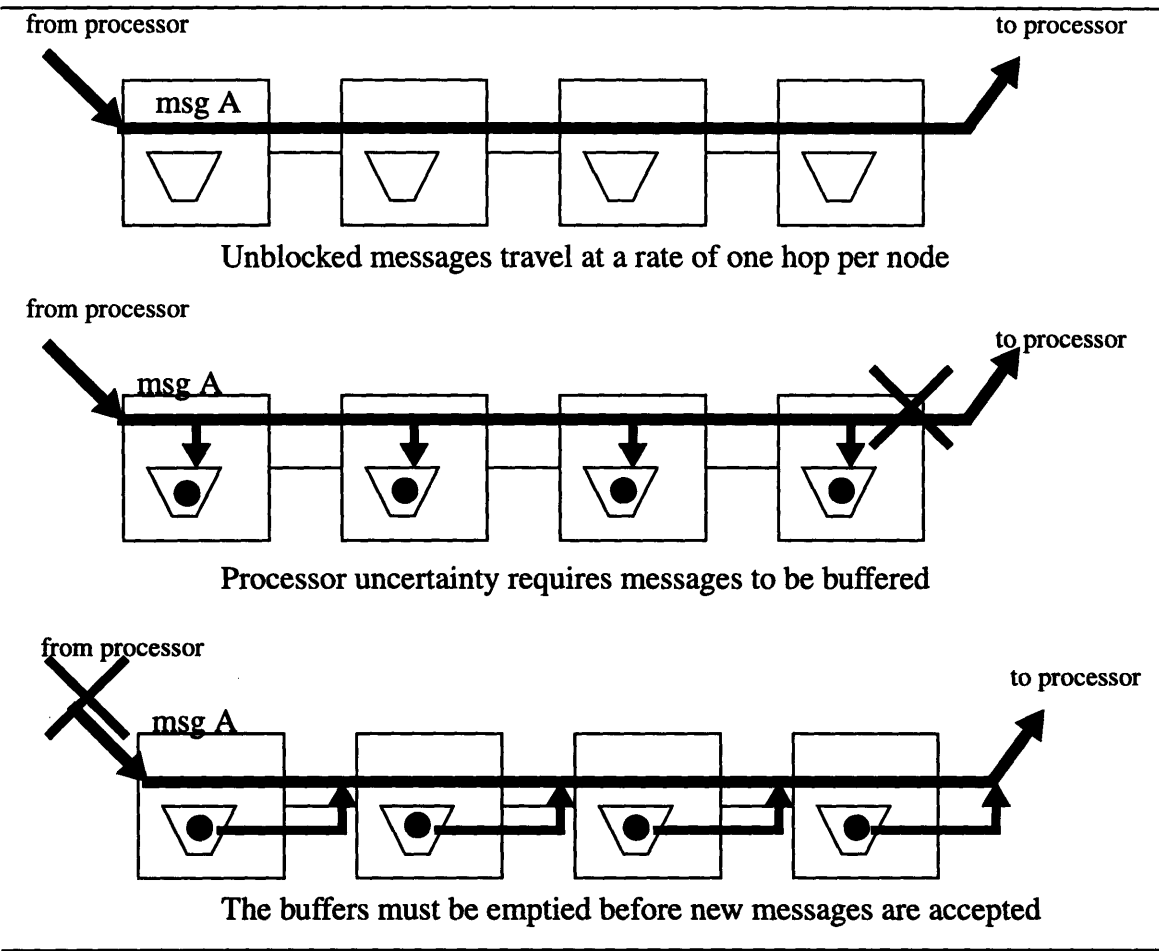 from processor
to processor
msg A
Unblocked messages travel at a rate of one hop per node
from processor
to processor
msg A
Processor uncertainty requires messages to be buffered
from processor
to processor
msg A
The buffers must be emptied before new messages are accepted